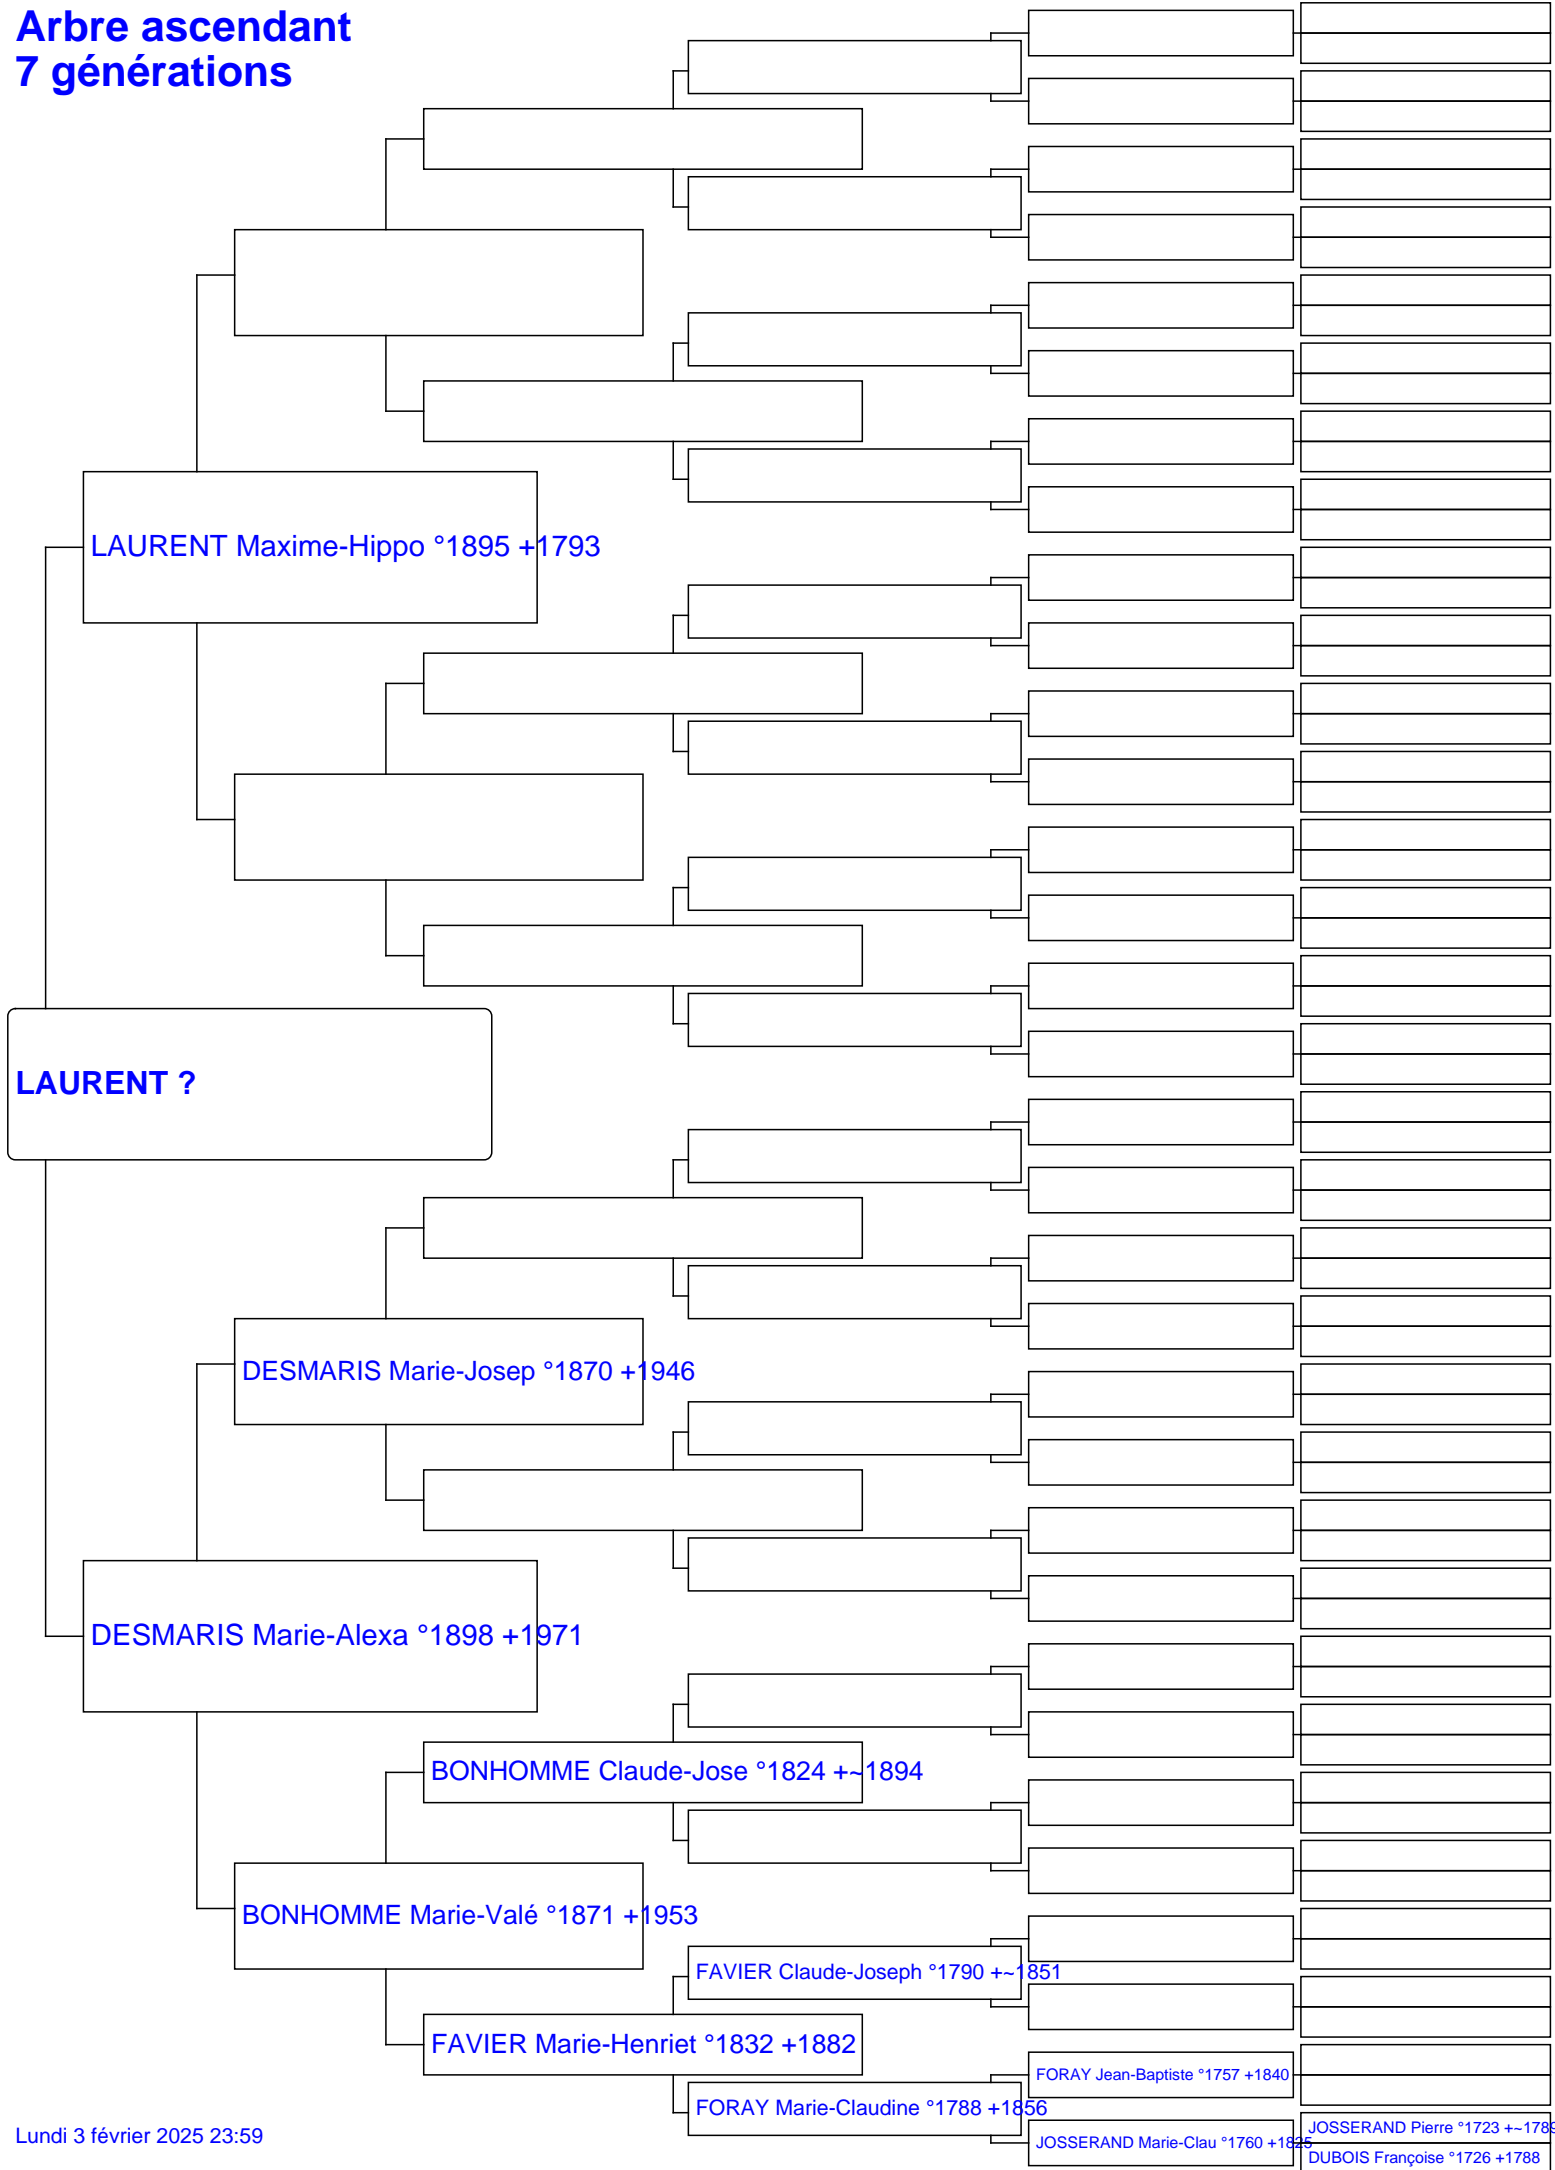 Arbre ascendant
7 générations
LAURENT Maxime-Hippo °1895 +1793
LAURENT ?
DESMARIS Marie-Josep °1870 +1946
DESMARIS Marie-Alexa °1898 +1971
BONHOMME Claude-Jose °1824 +~1894
BONHOMME Marie-Valé °1871 +1953
FAVIER Claude-Joseph °1790 +~1851
FAVIER Marie-Henriet °1832 +1882
FORAY Jean-Baptiste °1757 +1840
FORAY Marie-Claudine °1788 +1856
JOSSERAND Pierre °1723 +~1789
JOSSERAND Marie-Clau °1760 +1825
DUBOIS Françoise °1726 +1788
Lundi 3 février 2025 23:59